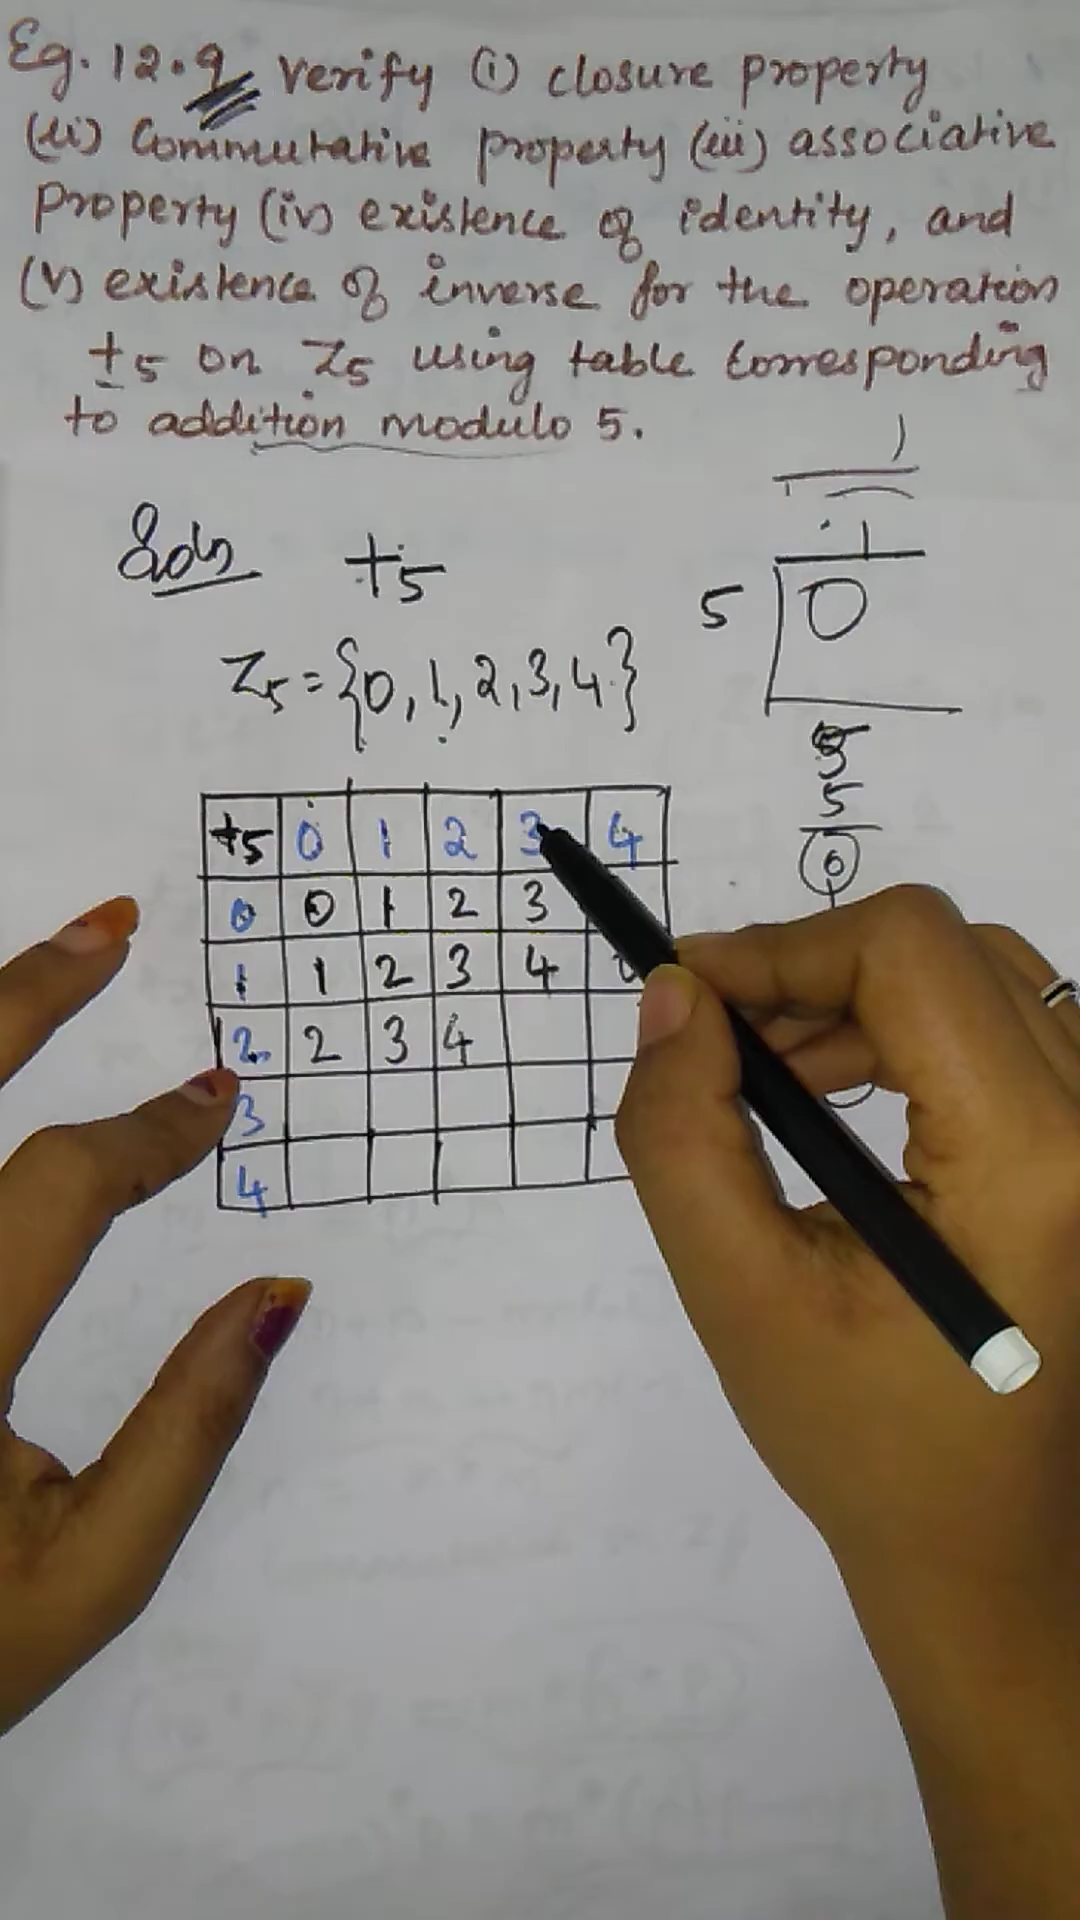 Eg. 12.9 Verify (i) closure property
(ii) Commutative property (iii) associative
Property (iv) existence of identity, and
(v) existence of inverse for the operation
+5 on Z5 using table corresponding
to addition modulo 5.
Soln +5
Z5 = {0, 1, 2, 3, 4.}
1
5 0
5
5
0
+5 0 1 2 3 4
0 0 1 2 3
1 1 2 3 4 0
2 2 3 4
3
4